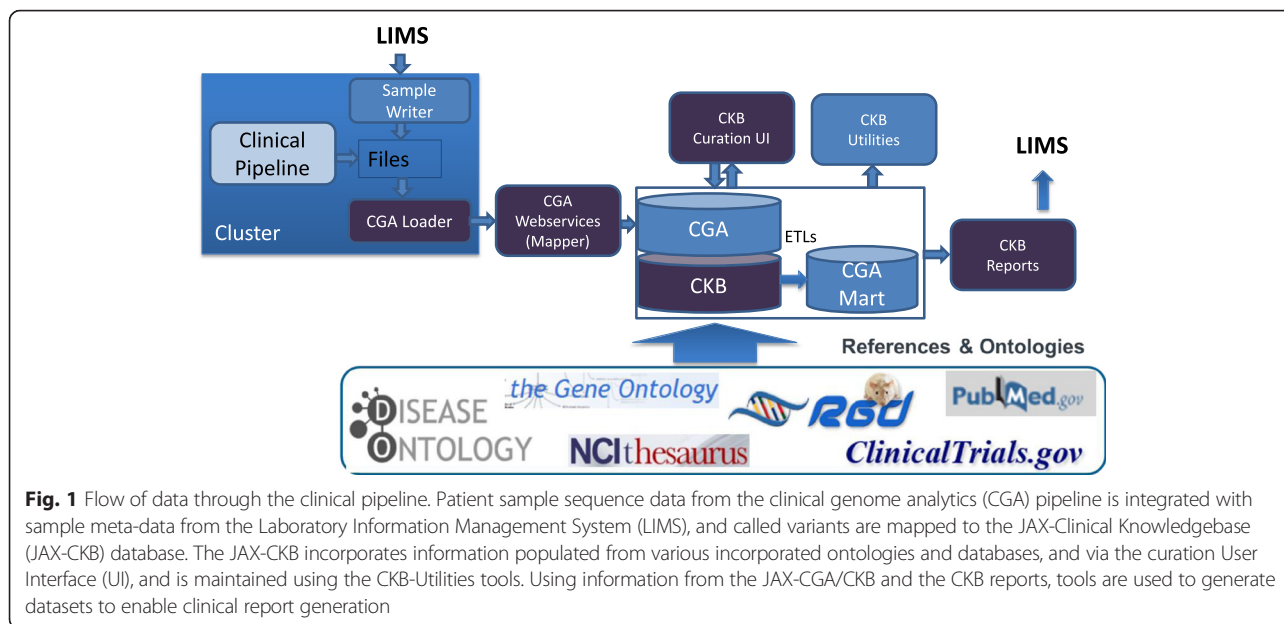 LIMS
Sample
Writer
Clinical
Pipeline
Files
CGA Loader
Cluster
CGA
Webservices
(Mapper)
CKB
Curation UI
CKB
Utilities
LIMS
CGA
ETLs
CKB
CGA
Mart
CKB
Reports
References & Ontologies
DISEASE
ONTOLOGY
the Gene Ontology
NCIthesaurus
RGD
PubMed.gov
ClinicalTrials.gov
Fig. 1 Flow of data through the clinical pipeline. Patient sample sequence data from the clinical genome analytics (CGA) pipeline is integrated with
sample meta-data from the Laboratory Information Management System (LIMS), and called variants are mapped to the JAX-Clinical Knowledgebase
(JAX-CKB) database. The JAX-CKB incorporates information populated from various incorporated ontologies and databases, and via the curation User
Interface (UI), and is maintained using the CKB-Utilities tools. Using information from the JAX-CGA/CKB and the CKB reports, tools are used to generate
datasets to enable clinical report generation